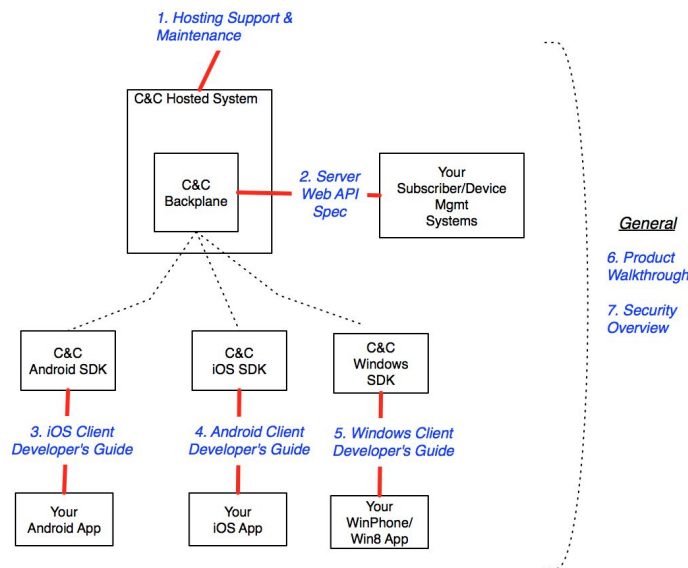 1. Hosting Support &
Maintenance
C&C Hosted System
C&C
Backplane
2. Server
Web API
Spec
Your
Subscriber/Device
Mgmt
Systems
General
6. Product
Walkthrough
7. Security
Overview
C&C
Android SDK
C&C
iOS SDK
C&C
Windows
SDK
3. iOS Client
Developer's Guide
4. Android Client
Developer's Guide
5. Windows Client
Developer's Guide
Your
Android App
Your
iOS App
Your
WinPhone/
Win8 App